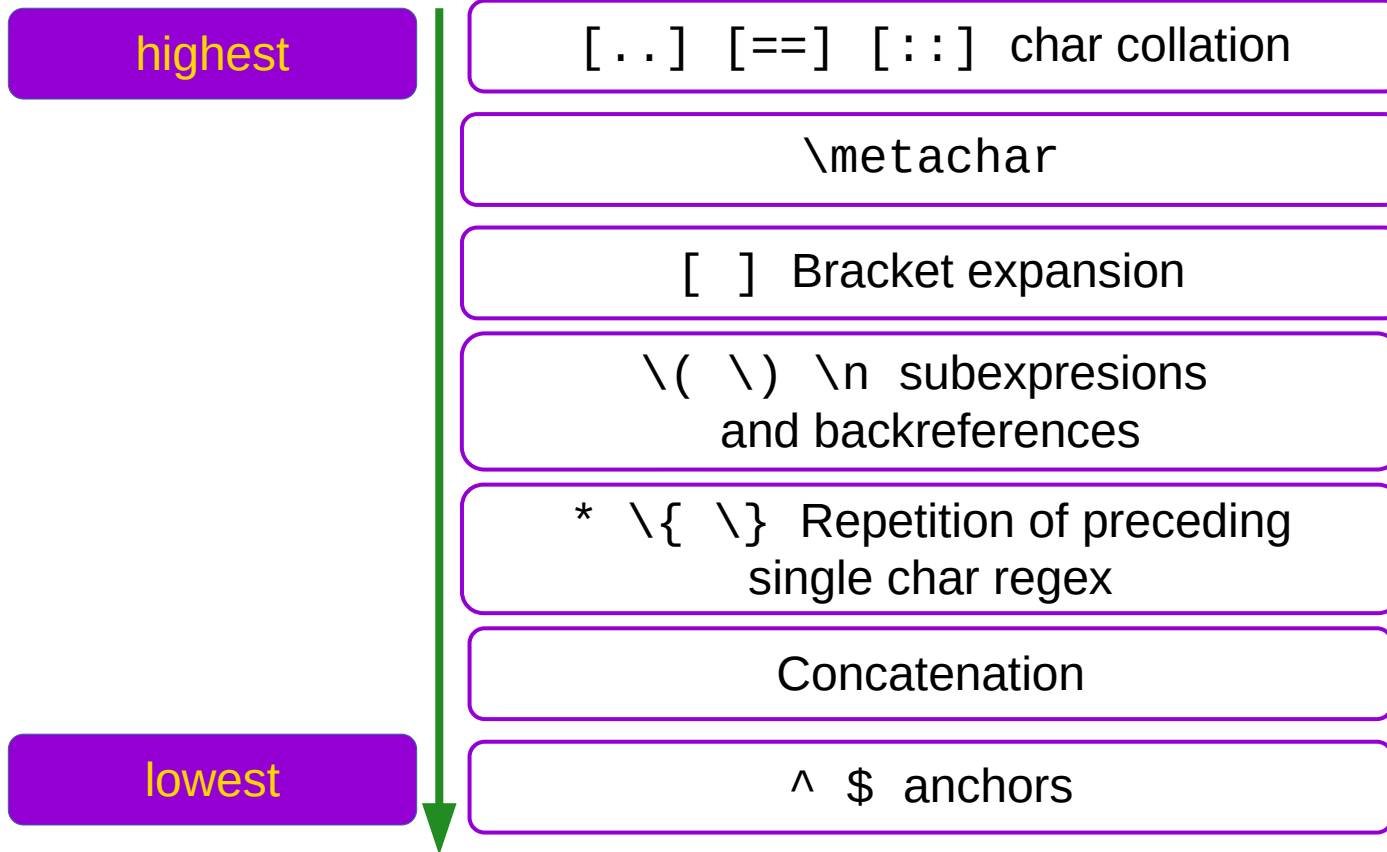 highest
[..] [==] [::] char collation
\metachar
[ ] Bracket expansion
\( \) \n subexpresions
and backreferences
* \{ \} Repetition of preceding
single char regex
Concatenation
lowest
^ $ anchors